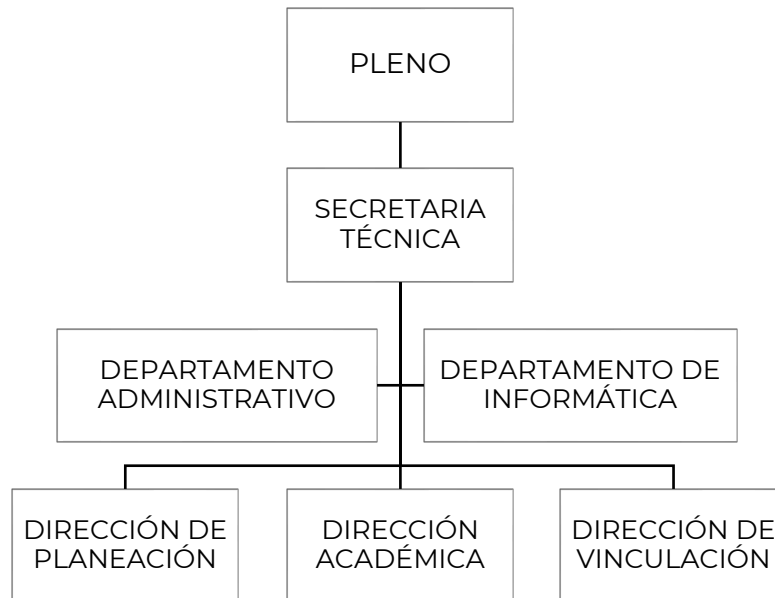 PLENO
SECRETARIA
TÉCNICA
DEPARTAMENTO
ADMINISTRATIVO
DEPARTAMENTO DE
INFORMÁTICA
DIRECCIÓN DE
PLANEACIÓN
DIRECCIÓN
ACADÉMICA
DIRECCIÓN DE
VINCULACIÓN